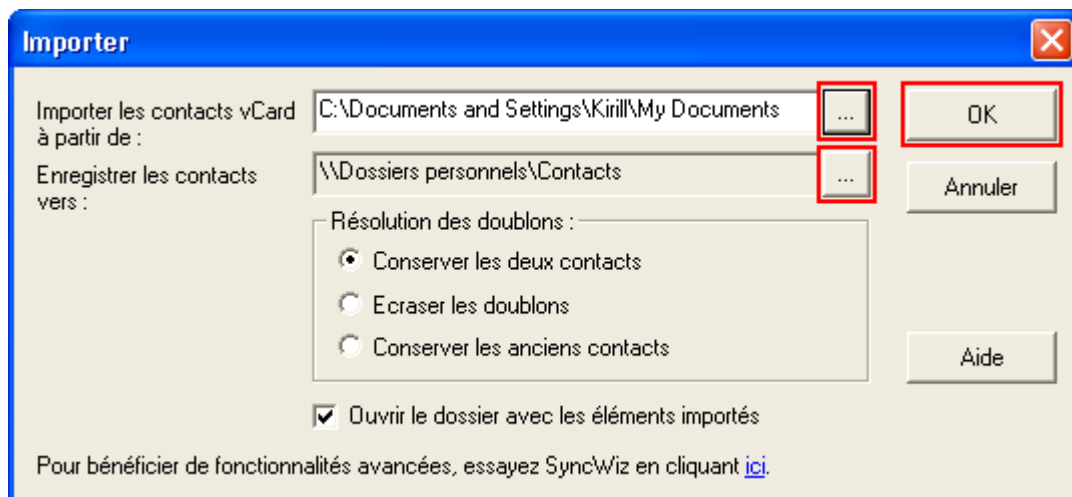 Importer
Importer les contacts vCard
à partir de :
C:\Documents and Settings\Kirill\My Documents
...
OK
Enregistrer les contacts
vers :
\\Dossiers personnels\Contacts
...
Annuler
Résolution des doublons :
Conserver les deux contacts
Ecraser les doublons
Conserver les anciens contacts
Aide
Ouvrir le dossier avec les éléments importés
Pour bénéficier de fonctionnalités avancées, essayez SyncWiz en cliquant ici.